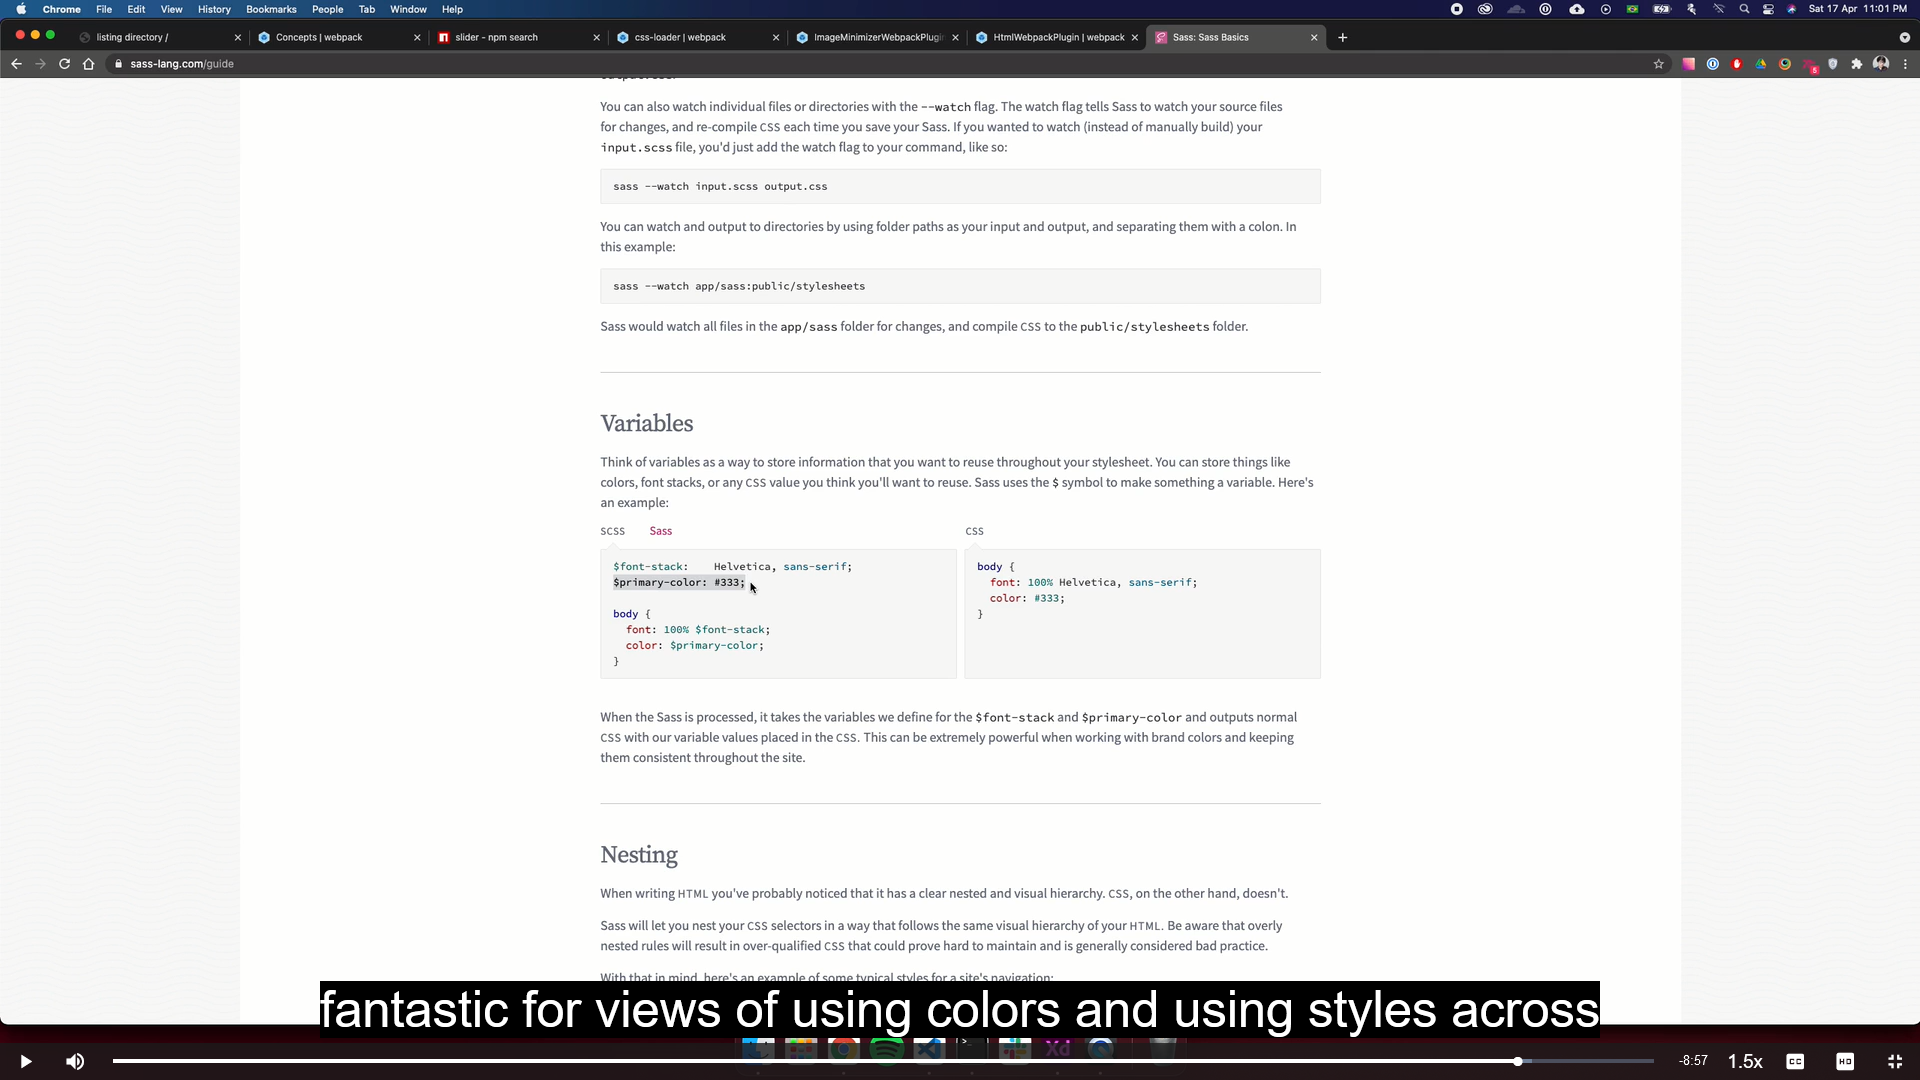 Chrome File Edit View History Bookmarks People Tab Window Help Sat 17 Apr 11:01 PM
listing directory / Concepts | webpack slider - npm search css-loader | webpack ImageMinimizerWebpackPlugin HtmlWebpackPlugin | webpack Sass: Sass Basics
sass-lang.com/guide
You can also watch individual files or directories with the --watch flag. The watch flag tells Sass to watch your source files
for changes, and re-compile CSS each time you save your Sass. If you wanted to watch (instead of manually build) your
input.scss file, you'd just add the watch flag to your command, like so:
sass --watch input.scss output.css
You can watch and output to directories by using folder paths as your input and output, and separating them with a colon. In
this example:
sass --watch app/sass:public/stylesheets
Sass would watch all files in the app/sass folder for changes, and compile CSS to the public/stylesheets folder.
Variables
Think of variables as a way to store information that you want to reuse throughout your stylesheet. You can store things like
colors, font stacks, or any CSS value you think you'll want to reuse. Sass uses the $ symbol to make something a variable. Here's
an example:
SCSS Sass
$font-stack: Helvetica, sans-serif;
$primary-color: #333;
body {
font: 100% $font-stack;
color: $primary-color;
}
CSS
body {
font: 100% Helvetica, sans-serif;
color: #333;
}
When the Sass is processed, it takes the variables we define for the $font-stack and $primary-color and outputs normal
CSS with our variable values placed in the CSS. This can be extremely powerful when working with brand colors and keeping
them consistent throughout the site.
Nesting
When writing HTML you've probably noticed that it has a clear nested and visual hierarchy. CSS, on the other hand, doesn't.
Sass will let you nest your CSS selectors in a way that follows the same visual hierarchy of your HTML. Be aware that overly
nested rules will result in over-qualified CSS that could prove hard to maintain and is generally considered bad practice.
With that in mind, here's an example of some typical styles for a site's navigation:
fantastic for views of using colors and using styles across
-8:57 1.5x CC HD